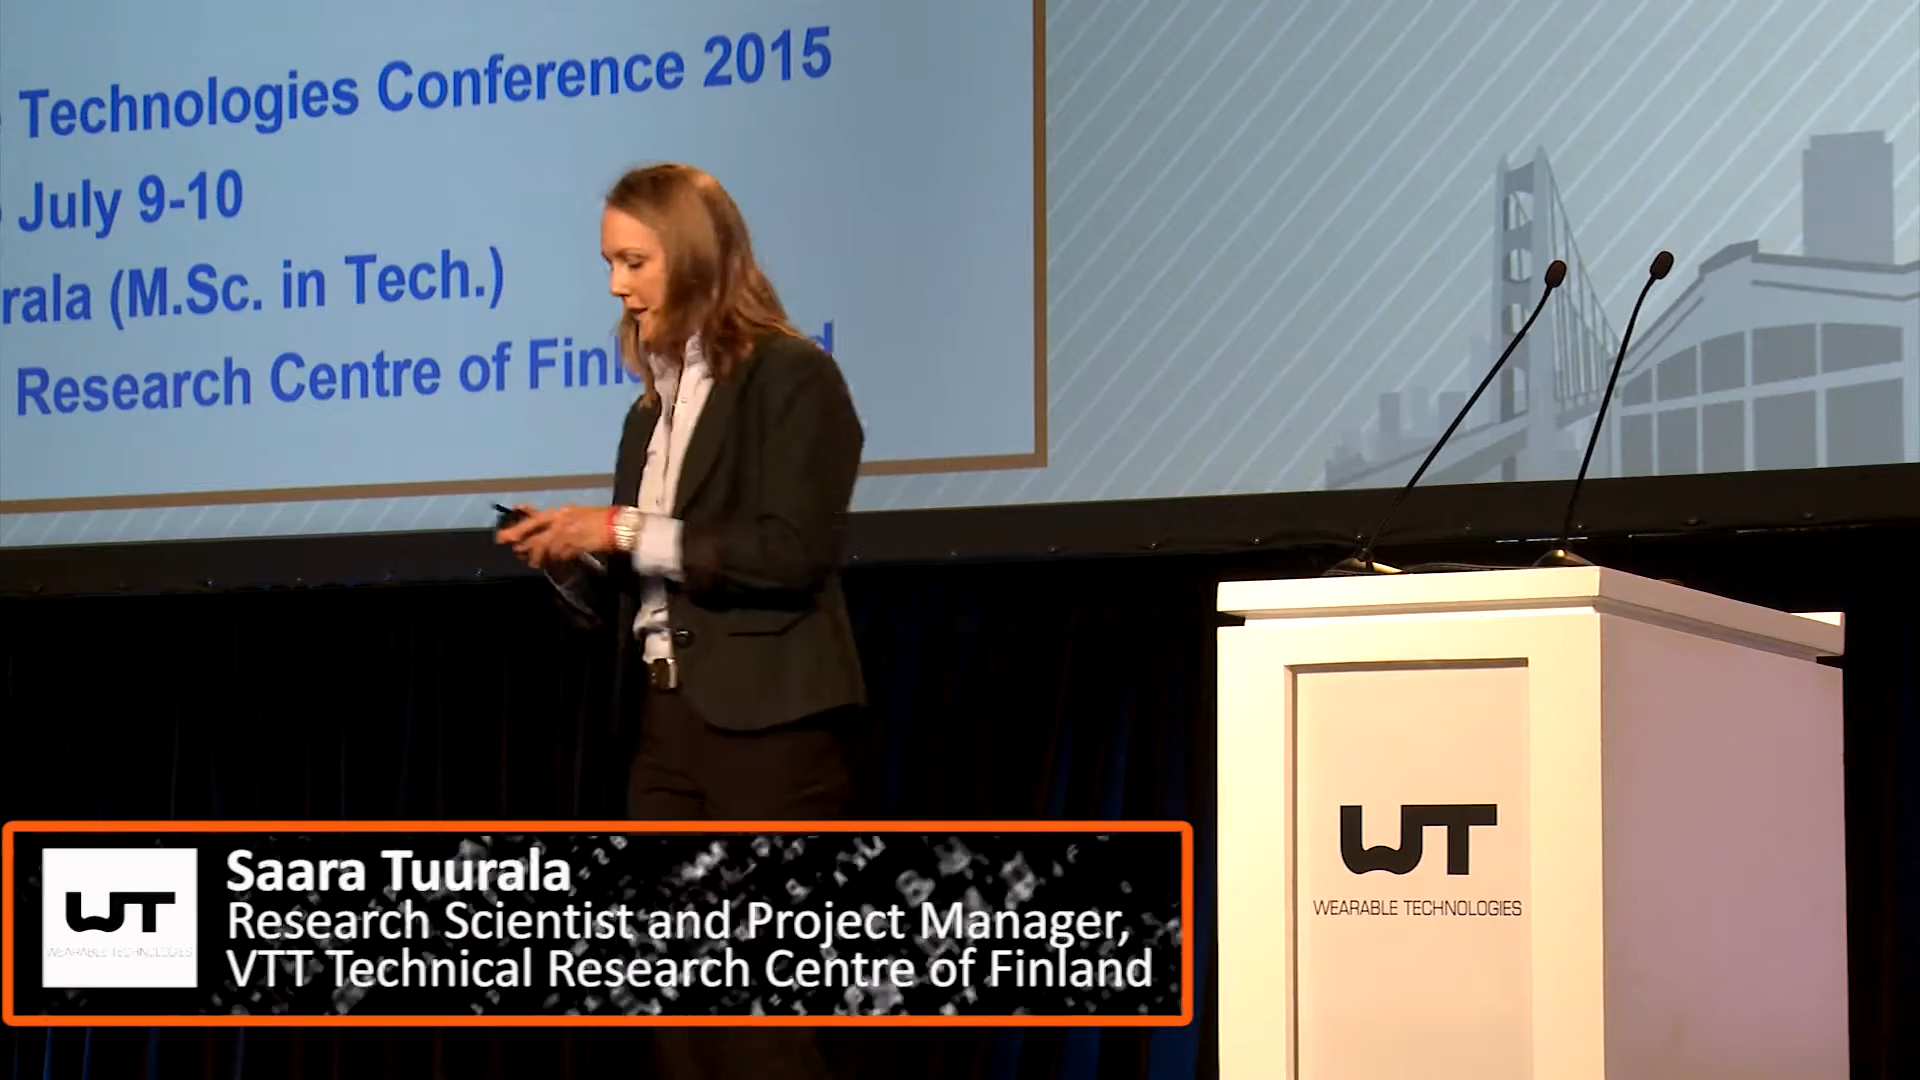 Technologies Conference 2015
July 9-10
rala (M.Sc. in Tech.)
Research Centre of Finl d
WT
WEARABLE TECHNOLOGIES
WT
WEARABLE TECHNOLOGIES
Saara Tuurala
Research Scientist and Project Manager,
VTT Technical Research Centre of Finland